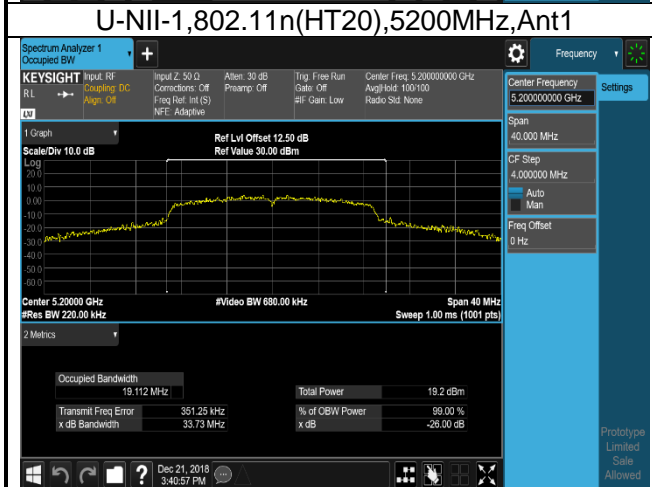 U-NII-1,802.11n(HT20),5200MHz,Ant1
Spectrum Analyzer 1
Occupied BW
+
Frequency
KEYSIGHT Input: RF Input Z: 50 Ω Atten: 30 dB Trig: Free Run Center Freq: 5.200000000 GHz
RL Coupling: DC Corrections: Off Preamp: Off Gate: Off Avg|Hold: 100/100
Align: Off Freq Ref: Int (S) #IF Gain: Low Radio Std: None
LXI NFE: Adaptive
Center Frequency
5.200000000 GHz
Settings
Span
40.000 MHz
CF Step
4.000000 MHz
Auto
Man
Freq Offset
0 Hz
1 Graph
Ref Lvl Offset 12.50 dB
Scale/Div 10.0 dB Ref Value 30.00 dBm
Log
20.0
10.0
0.00
-10.0
-20.0
-30.0
-40.0
-50.0
-60.0
Center 5.20000 GHz #Video BW 680.00 kHz Span 40 MHz
#Res BW 220.00 kHz Sweep 1.00 ms (1001 pts)
2 Metrics
Occupied Bandwidth
19.112 MHz
Total Power 19.2 dBm
Transmit Freq Error 351.25 kHz % of OBW Power 99.00 %
x dB Bandwidth 33.73 MHz x dB -26.00 dB
Prototype
Limited
Sale
Allowed
? Dec 21, 2018
3:40:57 PM